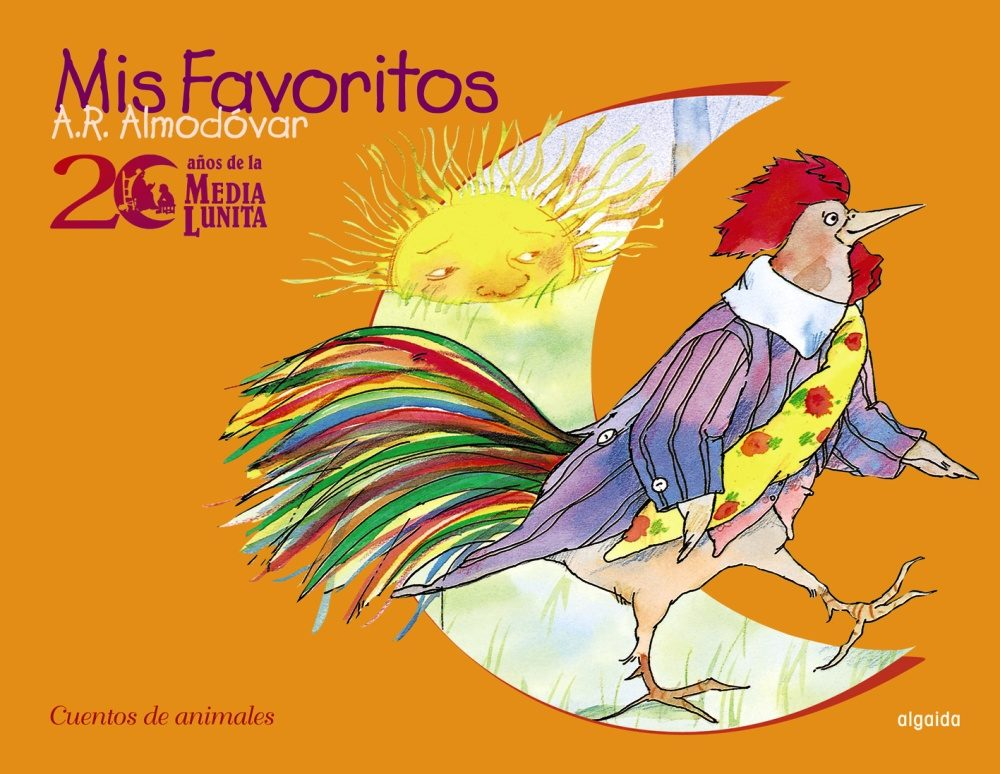 Mis Favoritos
A.R. Almodóvar
20 años de la
MEDIA
LUNITA
Cuentos de animales
algaida